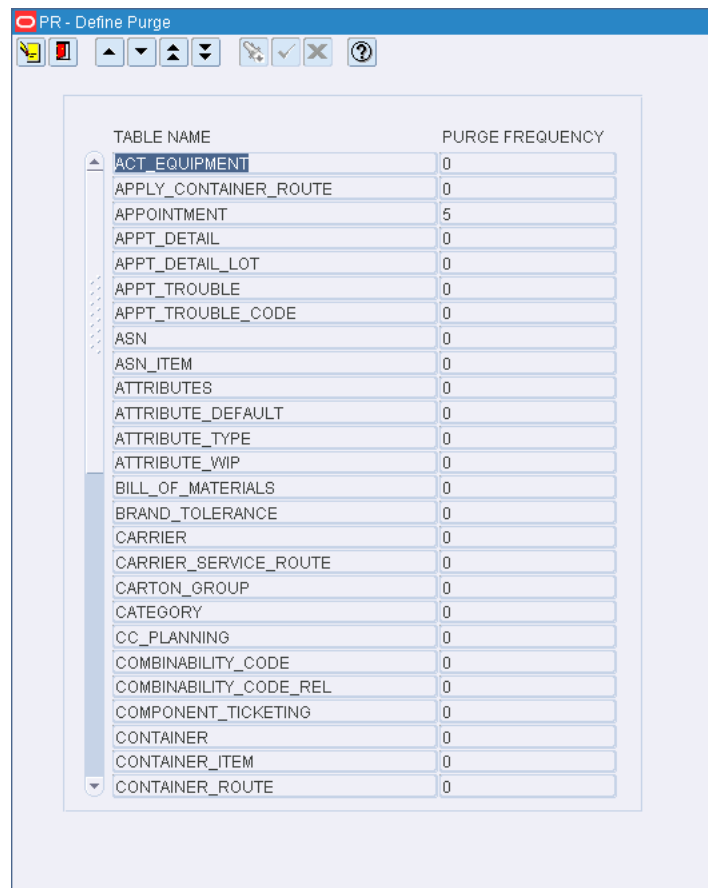 PR - Define Purge
TABLE NAME PURGE FREQUENCY
ACT_EQUIPMENT 0
APPLY_CONTAINER_ROUTE 0
APPOINTMENT 5
APPT_DETAIL 0
APPT_DETAIL_LOT 0
APPT_TROUBLE 0
APPT_TROUBLE_CODE 0
ASN 0
ASN_ITEM 0
ATTRIBUTES 0
ATTRIBUTE_DEFAULT 0
ATTRIBUTE_TYPE 0
ATTRIBUTE_WIP 0
BILL_OF_MATERIALS 0
BRAND_TOLERANCE 0
CARRIER 0
CARRIER_SERVICE_ROUTE 0
CARTON_GROUP 0
CATEGORY 0
CC_PLANNING 0
COMBINABILITY_CODE 0
COMBINABILITY_CODE_REL 0
COMPONENT_TICKETING 0
CONTAINER 0
CONTAINER_ITEM 0
CONTAINER_ROUTE 0